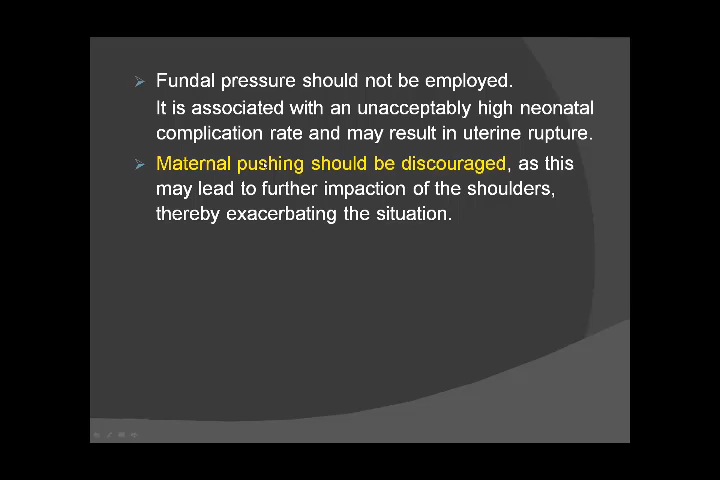 Fundal pressure should not be employed.
It is associated with an unacceptably high neonatal
complication rate and may result in uterine rupture.
Maternal pushing should be discouraged, as this
may lead to further impaction of the shoulders,
thereby exacerbating the situation.